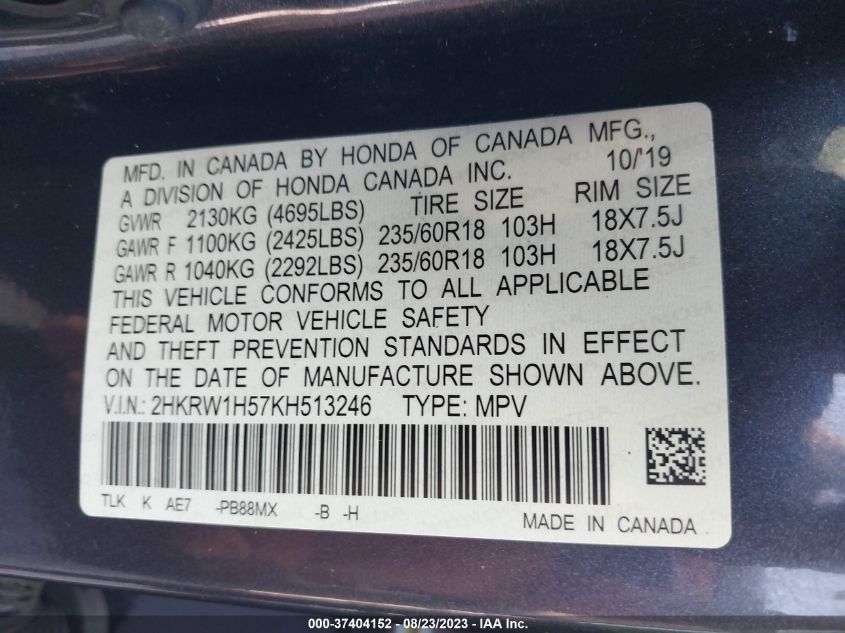 MFD. IN CANADA BY HONDA OF CANADA MFG.,
A DIVISION OF HONDA CANADA INC. 10/'19
GVWR 2130KG (4695LBS) TIRE SIZE RIM SIZE
GAWR F 1100KG (2425LBS) 235/60R18 103H 18X7.5J
GAWR R 1040KG (2292LBS) 235/60R18 103H 18X7.5J
THIS VEHICLE CONFORMS TO ALL APPLICABLE
FEDERAL MOTOR VEHICLE SAFETY
AND THEFT PREVENTION STANDARDS IN EFFECT
ON THE DATE OF MANUFACTURE SHOWN ABOVE.
V.I.N.: 2HKRW1H57KH513246 TYPE: MPV
TLK K AE7 -PB88MX -B -H
MADE IN CANADA
000-37404152 - 08/23/2023 - IAA Inc.